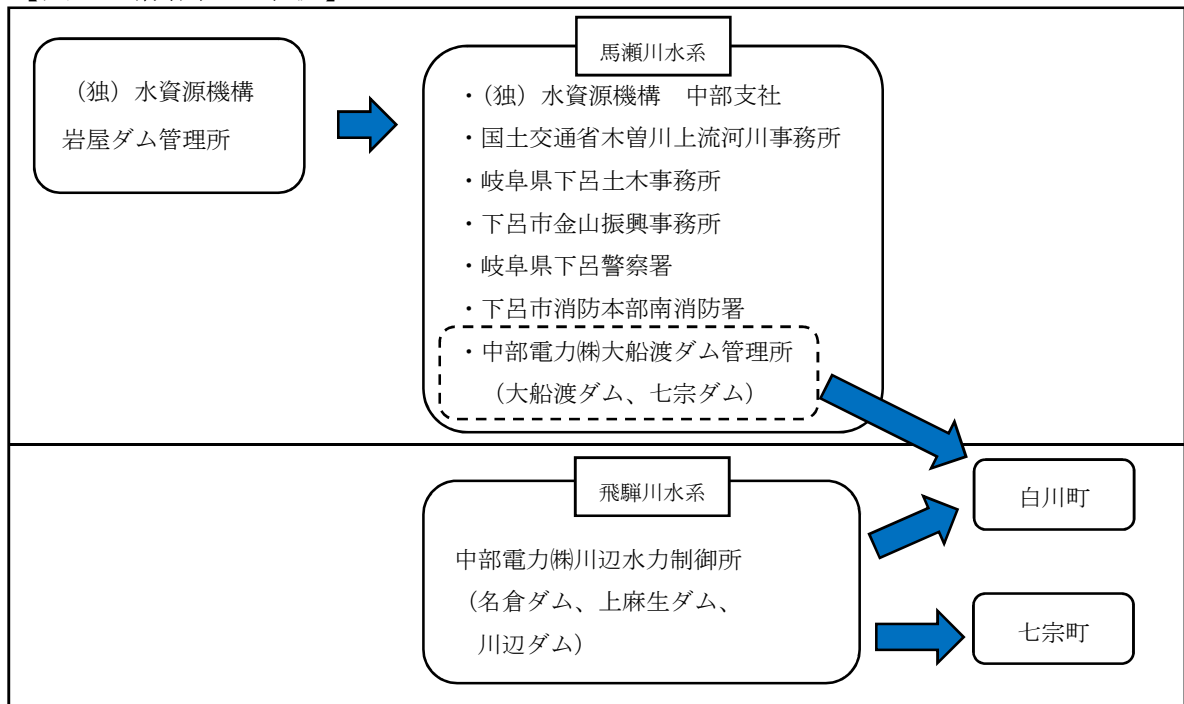 （独）水資源機構
岩屋ダム管理所
馬瀬川水系
・（独）水資源機構　中部支社
・国土交通省木曽川上流河川事務所
・岐阜県下呂土木事務所
・下呂市金山振興事務所
・岐阜県下呂警察署
・下呂市消防本部南消防署
・中部電力㈱大船渡ダム管理所
（大船渡ダム、七宗ダム）
飛騨川水系
中部電力㈱川辺水力制御所
（名倉ダム、上麻生ダム、
川辺ダム）
白川町
七宗町